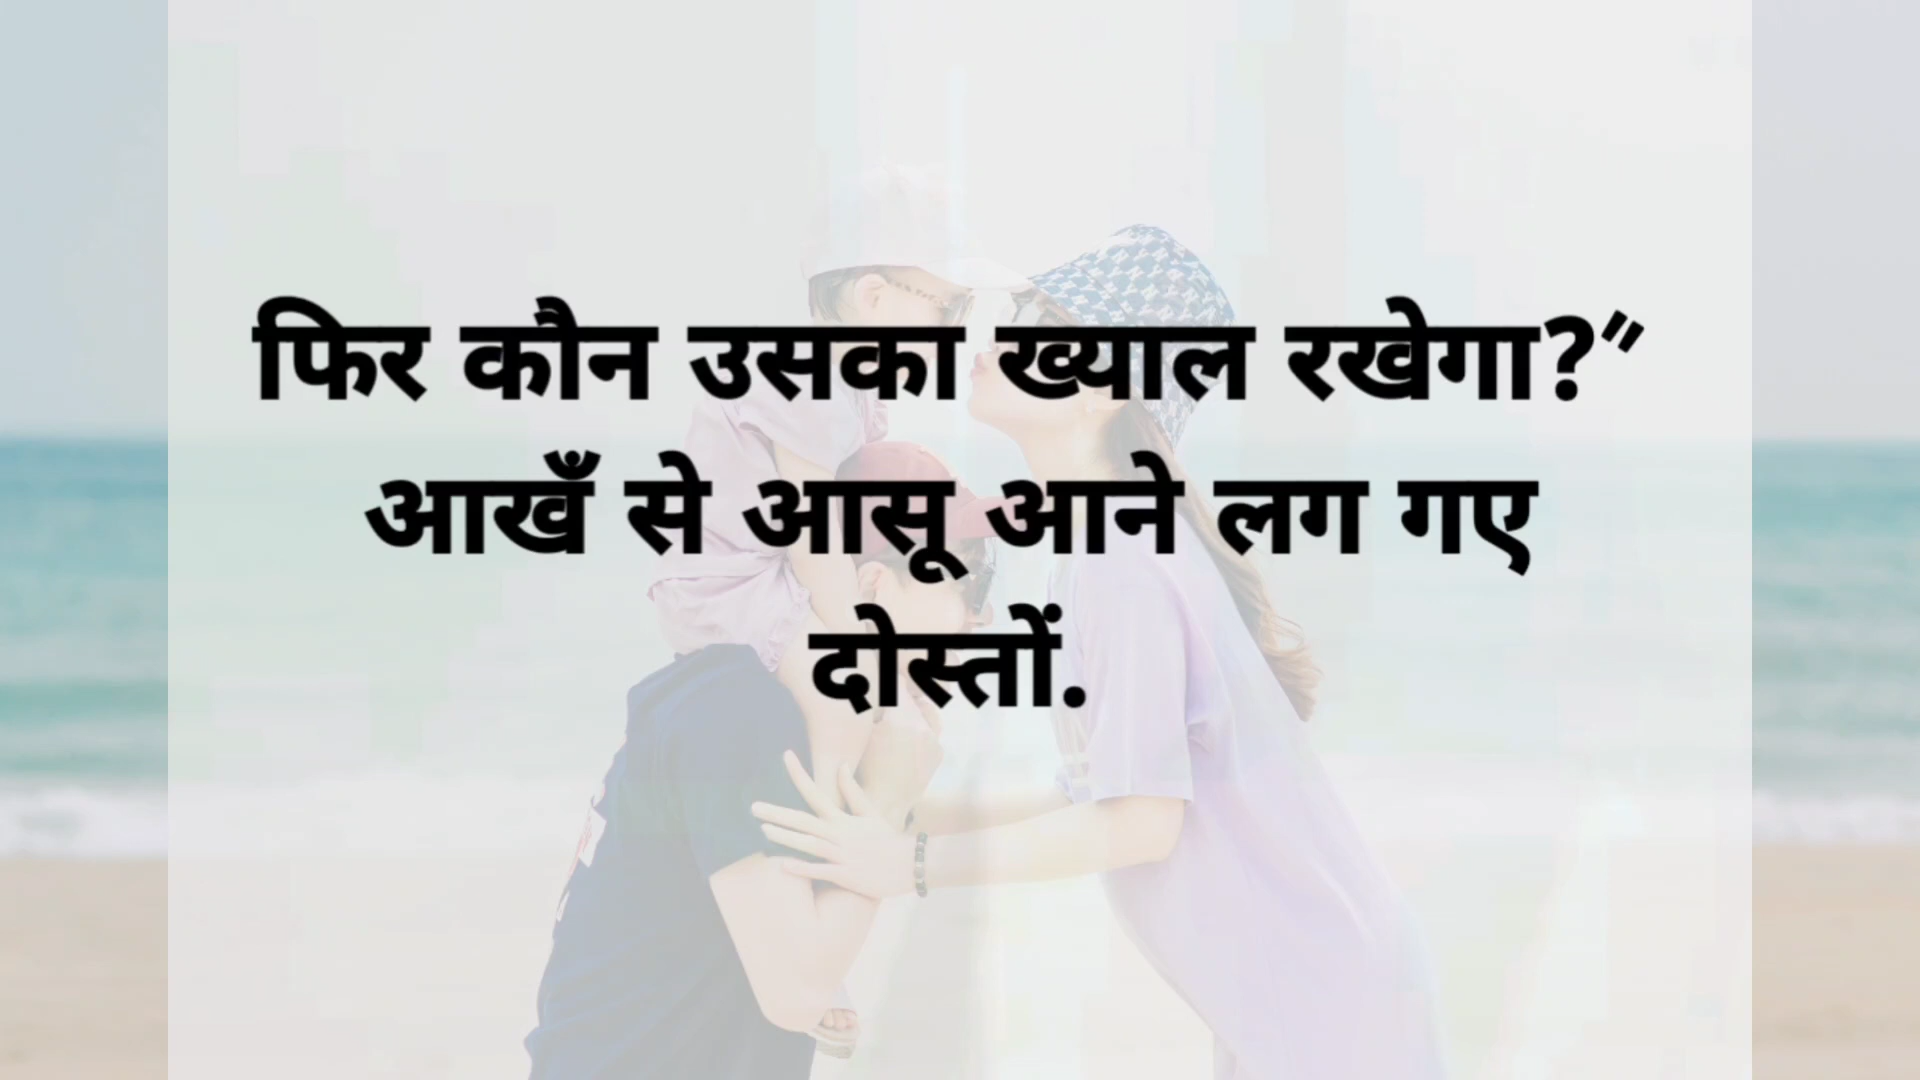 फिर कौन उसका ख्याल रखेगा?”
आखँ से आसू आने लग गए
दोस्तों.